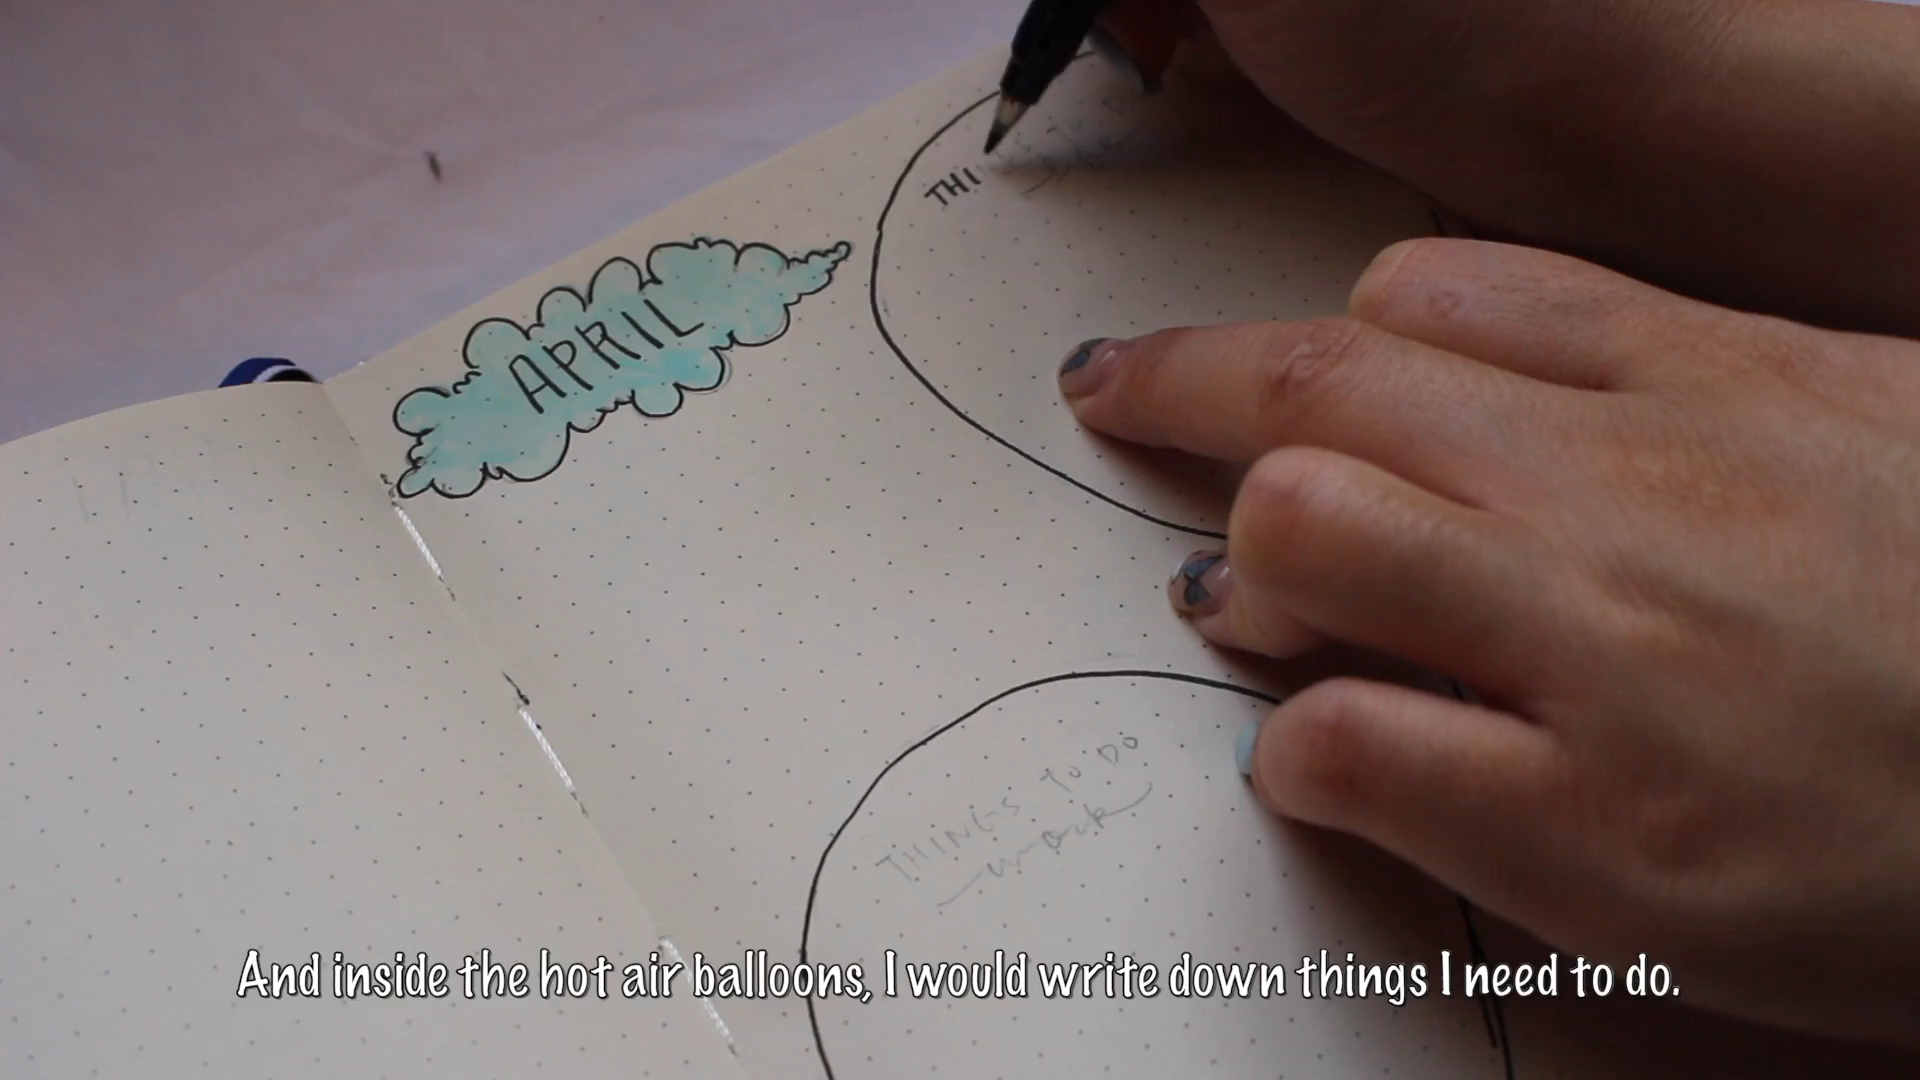 APRIL
THI
THINGS TO DO
work
And inside the hot air balloons, I would write down things I need to do.